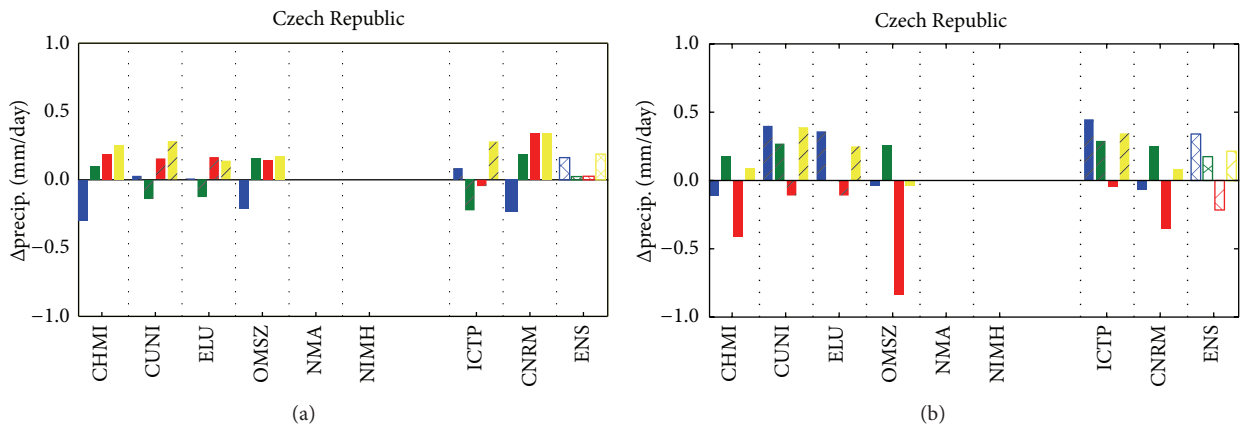 Czech Republic
1.0
0.5
0.0
−0.5
−1.0
Δprecip. (mm/day)
CHMI
CUNI
ELU
OMSZ
NMA
NIMH
ICTP
CNRM
ENS
(a)
Czech Republic
1.0
0.5
0.0
−0.5
−1.0
Δprecip. (mm/day)
CHMI
CUNI
ELU
OMSZ
NMA
NIMH
ICTP
CNRM
ENS
(b)